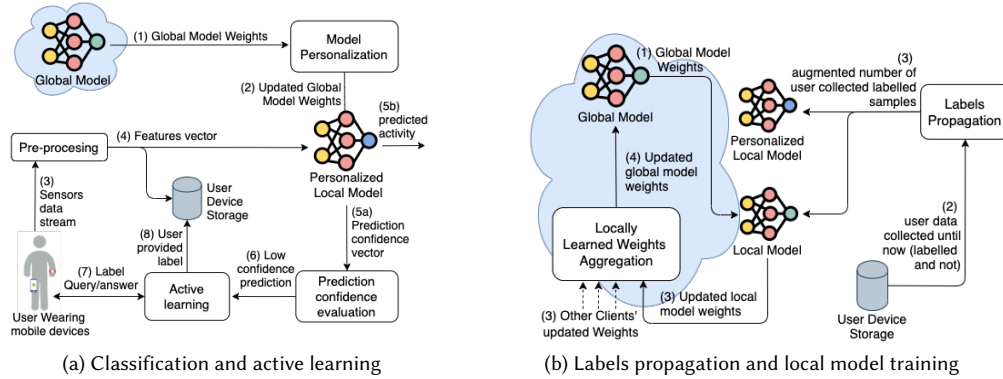 (1) Global Model Weights
Global Model
Model
Personalization
(2) Updated Global
Model Weights
(5b)
predicted
activity
(4) Features vector
Pre-procesing
Personalized
Local Model
(3)
Sensors
data
stream
User
Device
Storage
(5a)
Prediction
confidence
vector
(8) User
provided
label
(6) Low
confidence
prediction
(7) Label
Query/answer
Active
learning
Prediction
confidence
evaluation
User Wearing
mobile devices
(a) Classification and active learning
(1) Global Model
Weights
Global Model
(3)
augmented number of
user collected labelled
samples
Labels
Propagation
Personalized
Local Model
(4) Updated
global model
weights
Local Model
(2)
user data
collected until
now (labelled
and not)
Locally
Learned Weights
Aggregation
(3) Other Clients'
updated Weights
(3) Updated local
model weights
User Device
Storage
(b) Labels propagation and local model training